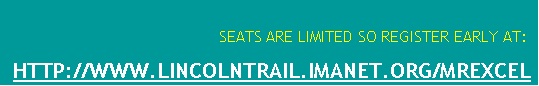 SEATS ARE LIMITED SO REGISTER EARLY AT:
HTTP://WWW.LINCOLNTRAIL.IMANET.ORG/MREXCEL